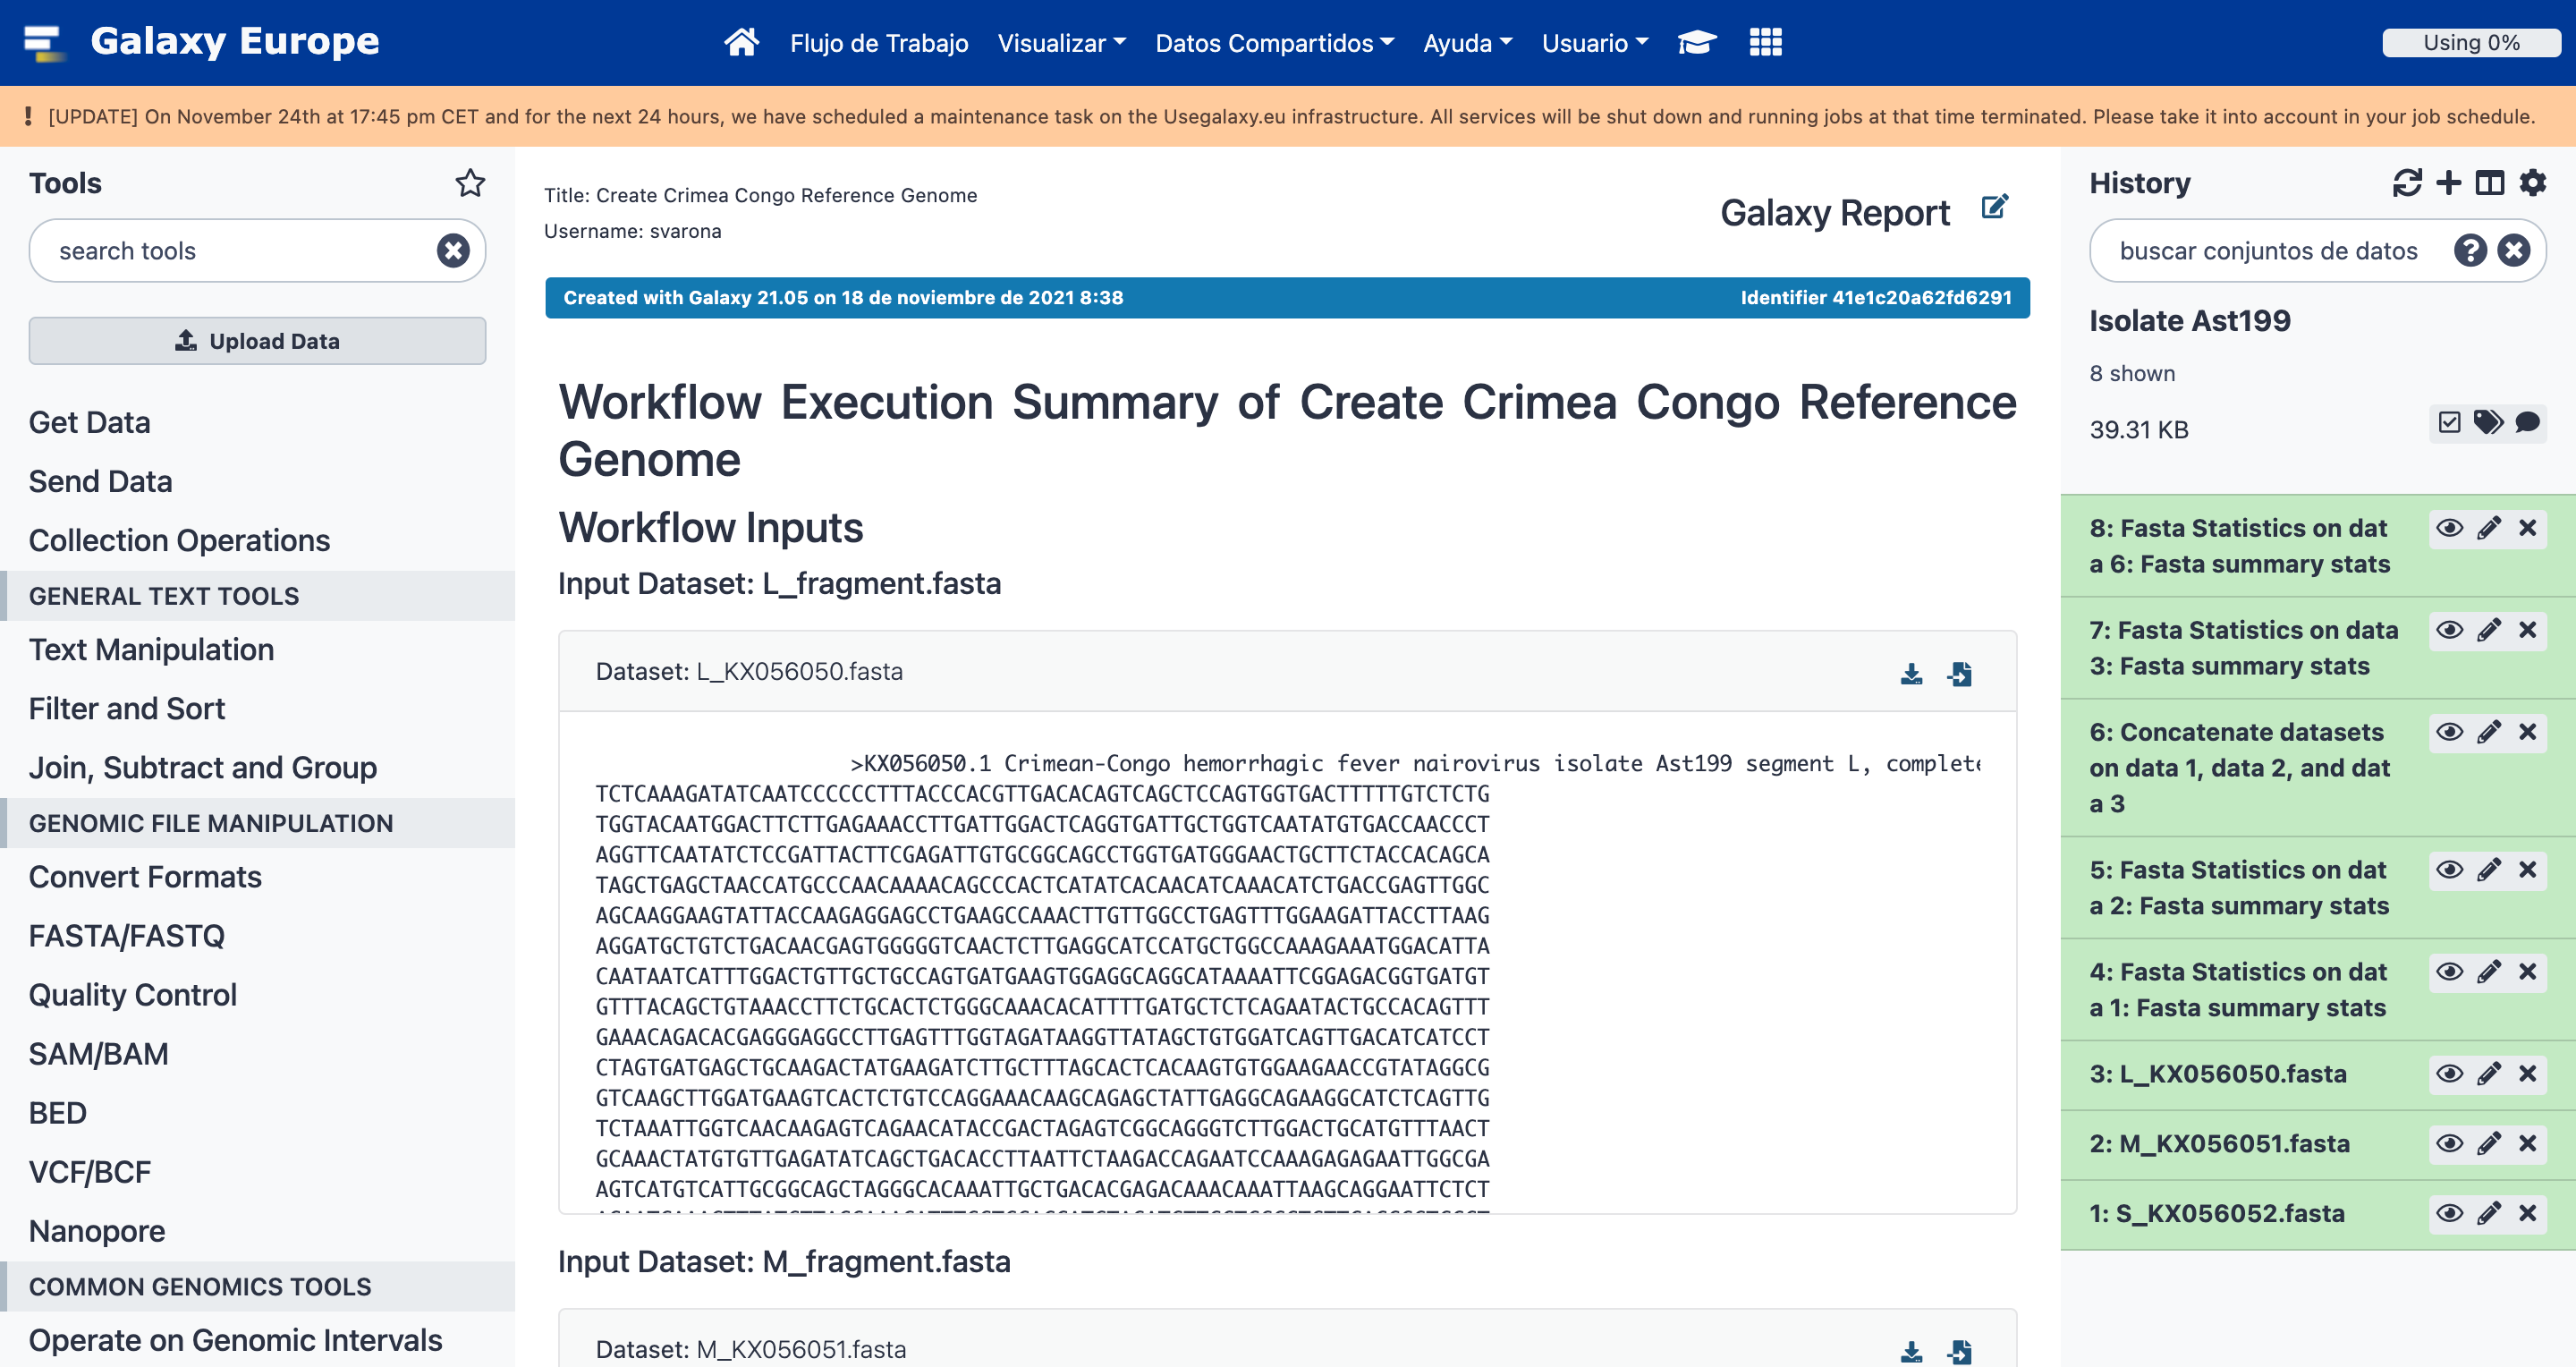 Galaxy Europe
Flujo de Trabajo Visualizar Datos Compartidos Ayuda Usuario
Using 0%
[UPDATE] On November 24th at 17:45 pm CET and for the next 24 hours, we have scheduled a maintenance task on the Usegalaxy.eu infrastructure. All services will be shut down and running jobs at that time terminated. Please take it into account in your job schedule.
Tools
search tools
Upload Data
Get Data
Send Data
Collection Operations
GENERAL TEXT TOOLS
Text Manipulation
Filter and Sort
Join, Subtract and Group
GENOMIC FILE MANIPULATION
Convert Formats
FASTA/FASTQ
Quality Control
SAM/BAM
BED
VCF/BCF
Nanopore
COMMON GENOMICS TOOLS
Operate on Genomic Intervals
Title: Create Crimea Congo Reference Genome
Username: svarona
Galaxy Report
Created with Galaxy 21.05 on 18 de noviembre de 2021 8:38
Identifier 41e1c20a62fd6291
Workflow Execution Summary of Create Crimea Congo Reference
Genome
Workflow Inputs
Input Dataset: L_fragment.fasta
Dataset: L_KX056050.fasta
>KX056050.1 Crimean-Congo hemorrhagic fever nairovirus isolate Ast199 segment L, complete
TCTCAAAGATATCAATCCCCCCTTTACCCACGTTGACACAGTCAGCTCCAGTGGTGACTTTTTGTCTCTG
TGGTACAATGGACTTCTTGAGAAACCTTGATTGGACTCAGGTGATTGCTGGTCAATATGTGACCAACCCT
AGGTTCAATATCTCCGATTACTTCGAGATTGTGCGGCAGCCTGGTGATGGGAACTGCTTCTACCACAGCA
TAGCTGAGCTAACCATGCCCAACAAAACAGCCCACTCATATCACAACATCAAACATCTGACCGAGTTGGC
AGCAAGGAAGTATTACCAAGAGGAGCCTGAAGCCAAACTTGTTGGCCTGAGTTTGGAAGATTACCTTAAG
AGGATGCTGTCTGACAACGAGTGGGGGTCAACTCTTGAGGCATCCATGCTGGCCAAAGAAATGGACATTA
CAATAATCATTTGGACTGTTGCTGCCAGTGATGAAGTGGAGGCAGGCATAAAATTCGGAGACGGTGATGT
GTTTACAGCTGTAAACCTTCTGCACTCTGGGCAAACACATTTTGATGCTCTCAGAATACTGCCACAGTTT
GAAACAGACACGAGGGAGGCCTTGAGTTTGGTAGATAAGGTTATAGCTGTGGATCAGTTGACATCATCCT
CTAGTGATGAGCTGCAAGACTATGAAGATCTTGCTTTAGCACTCACAAGTGTGGAAGAACCGTATAGGCG
GTCAAGCTTGGATGAAGTCACTCTGTCCAGGAAACAAGCAGAGCTATTGAGGCAGAAGGCATCTCAGTTG
TCTAAATTGGTCAACAAGAGTCAGAACATACCGACTAGAGTCGGCAGGGTCTTGGACTGCATGTTTAACT
GCAAACTATGTGTTGAGATATCAGCTGACACCTTAATTCTAAGACCAGAATCCAAAGAGAGAATTGGCGA
AGTCATGTCATTGCGGCAGCTAGGGCACAAATTGCTGACACGAGACAAACAAATTAAGCAGGAATTCTCT
Input Dataset: M_fragment.fasta
Dataset: M_KX056051.fasta
History
buscar conjuntos de datos
Isolate Ast199
8 shown
39.31 KB
8: Fasta Statistics on dat
a 6: Fasta summary stats
7: Fasta Statistics on data
3: Fasta summary stats
6: Concatenate datasets
on data 1, data 2, and dat
a 3
5: Fasta Statistics on dat
a 2: Fasta summary stats
4: Fasta Statistics on dat
a 1: Fasta summary stats
3: L_KX056050.fasta
2: M_KX056051.fasta
1: S_KX056052.fasta